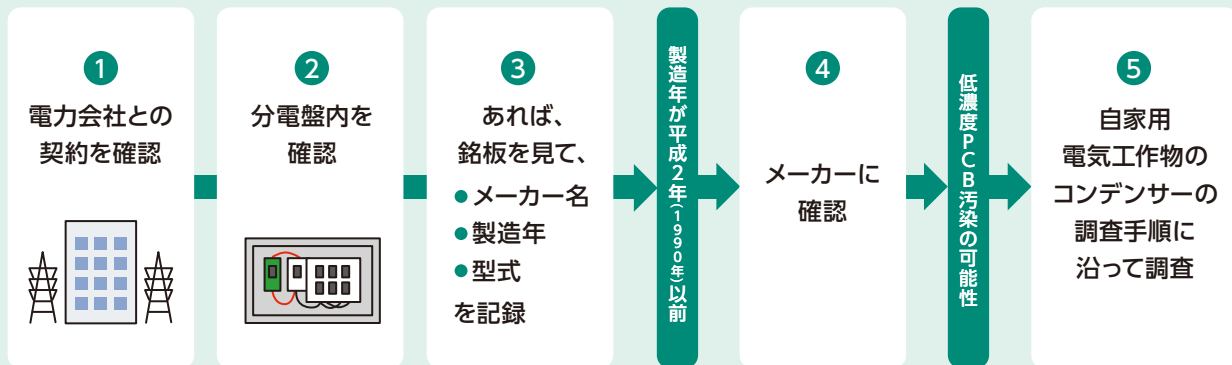 1
電力会社との
契約を確認
2
分電盤内を
確認
3
あれば、
銘板を見て、
●メーカー名
●製造年
●型式
を記録
製造年が平成2年(1990年)以前
4
メーカーに
確認
低濃度PCB汚染の可能性
5
自家用
電気工作物の
コンデンサーの
調査手順に
沿って調査